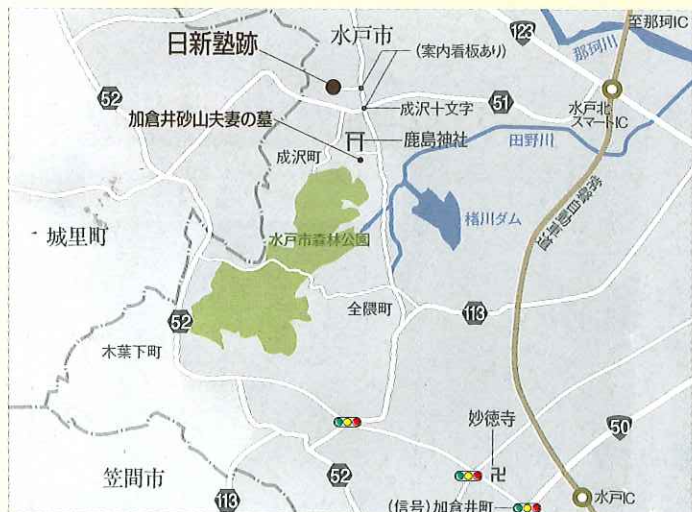 至那珂IC
123
那珂川
日新塾跡
水戸市
(案内看板あり)
52
成沢十文字
51
水戸北
スマートIC
加倉井砂山夫妻の墓
鹿島神社
田野川
成沢町
常磐自動車道
楮川ダム
城里町
水戸市森林公園
全隈町
113
52
木葉下町
妙徳寺
50
笠間市
52
113
(信号)加倉井町
水戸IC